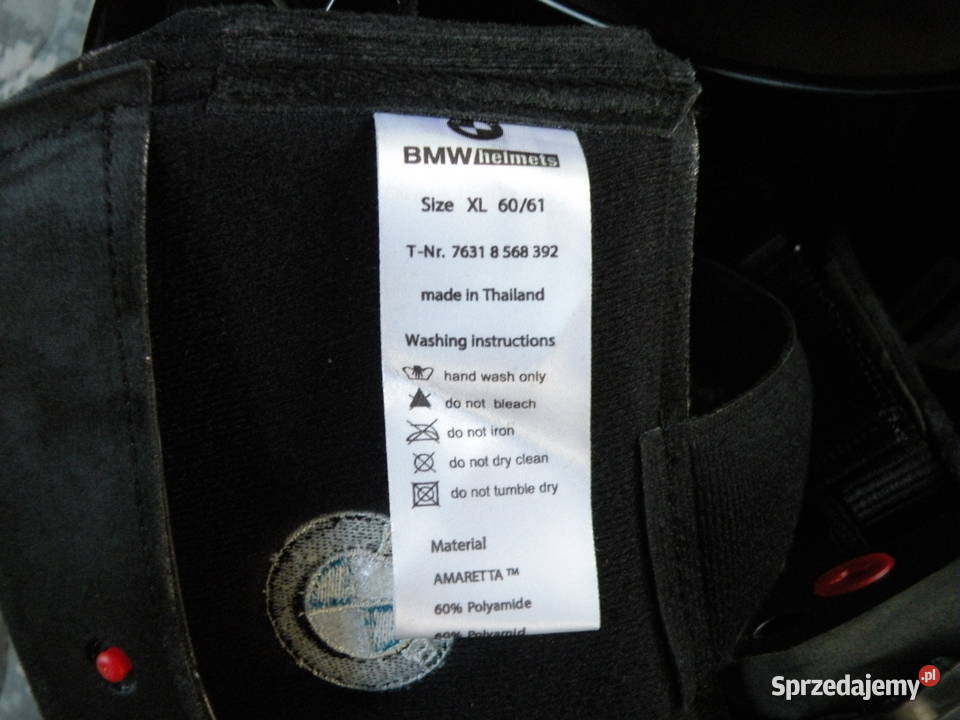 BMW helmets
Size XL 60/61
T-Nr. 7631 8 568 392
made in Thailand
Washing instructions
hand wash only
do not bleach
do not iron
do not dry clean
do not tumble dry
Material
AMARETTA™
60% Polyamide
60% Polyamid
Sprzedajemy.pl